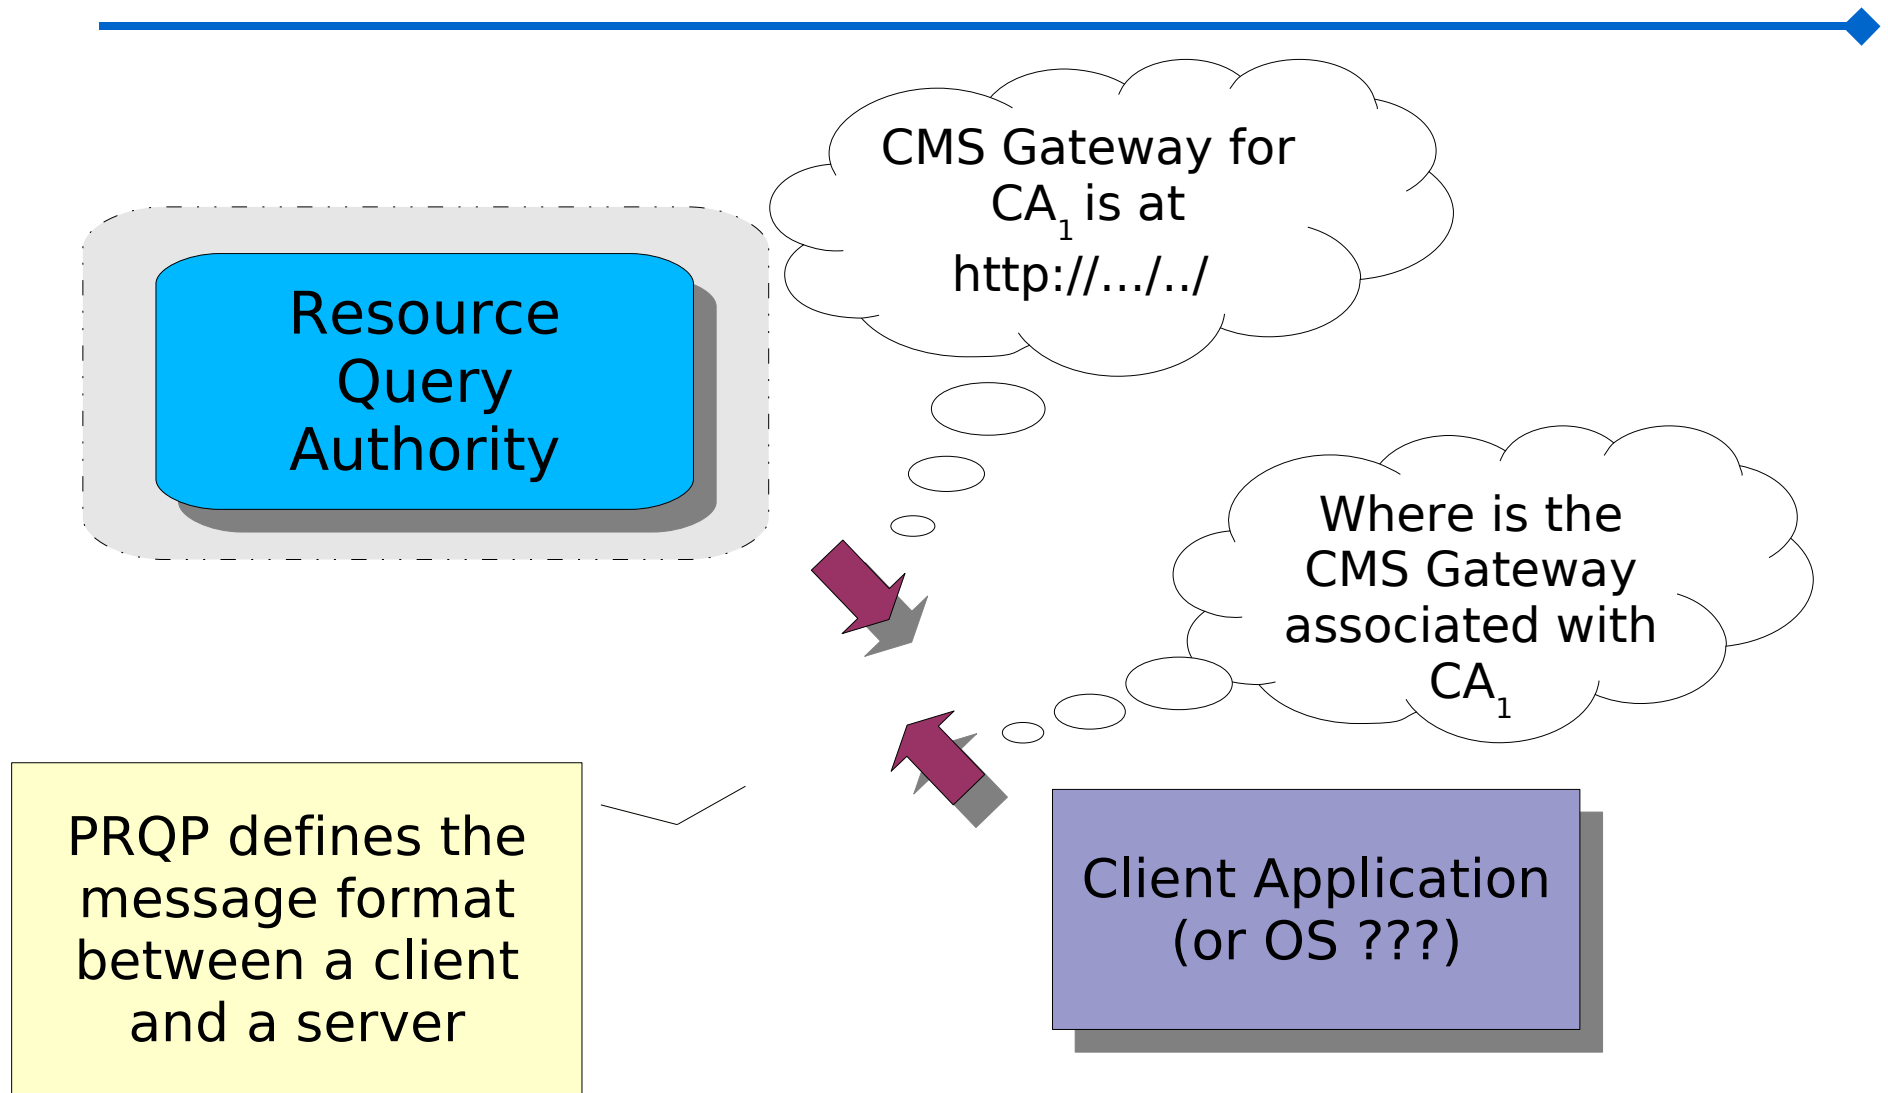 CMS Gateway for
CA1 is at
http://.../../
Resource
Query
Authority
Where is the
CMS Gateway
associated with
CA1
PRQP defines the
message format
between a client
and a server
Client Application
(or OS ???)